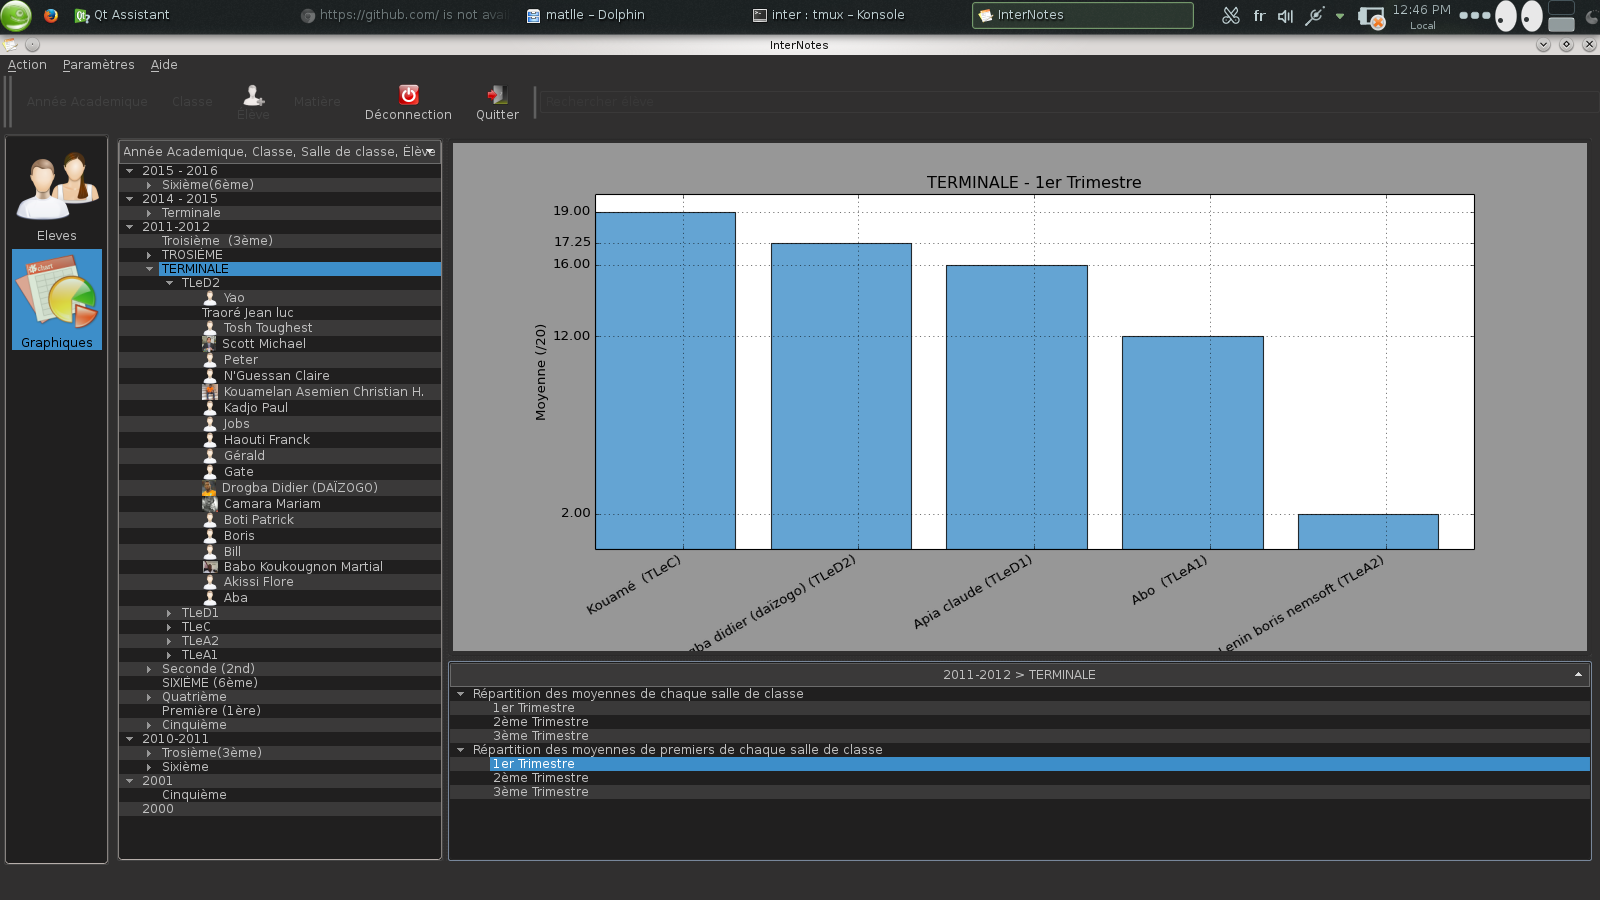 Qt Assistant
https://github.com/ is not avai
matlle – Dolphin
inter : tmux – Konsole
InterNotes
fr
12:46 PM
Local
InterNotes
Action Paramètres Aide
Année Academique Classe Elève Matière Déconnection Quitter Rechercher élève
Eleves
Graphiques
Année Academique, Classe, Salle de classe, Élève
2015 - 2016
Sixième(6ème)
2014 - 2015
Terminale
2011-2012
Troisième (3ème)
TROSIÈME
TERMINALE
TLeD2
Yao
Traoré Jean luc
Tosh Toughest
Scott Michael
Peter
N'Guessan Claire
Kouamelan Asemien Christian H.
Kadjo Paul
Jobs
Haouti Franck
Gérald
Gate
Drogba Didier (DAÏZOGO)
Camara Mariam
Boti Patrick
Boris
Bill
Babo Koukougnon Martial
Akissi Flore
Aba
TLeD1
TLeC
TLeA2
TLeA1
Seconde (2nd)
SIXIÈME (6ème)
Quatrième
Première (1ère)
Cinquième
2010-2011
Trosième(3ème)
Sixième
2001
Cinquième
2000
TERMINALE - 1er Trimestre
Moyenne (/20)
19.00
17.25
16.00
12.00
2.00
Kouamé (TLeC)
gba didier (daïzogo) (TLeD2)
Apia claude (TLeD1)
Abo (TLeA1)
Lenin boris nemsoft (TLeA2)
2011-2012 > TERMINALE
Répartition des moyennes de chaque salle de classe
1er Trimestre
2ème Trimestre
3ème Trimestre
Répartition des moyennes de premiers de chaque salle de classe
1er Trimestre
2ème Trimestre
3ème Trimestre